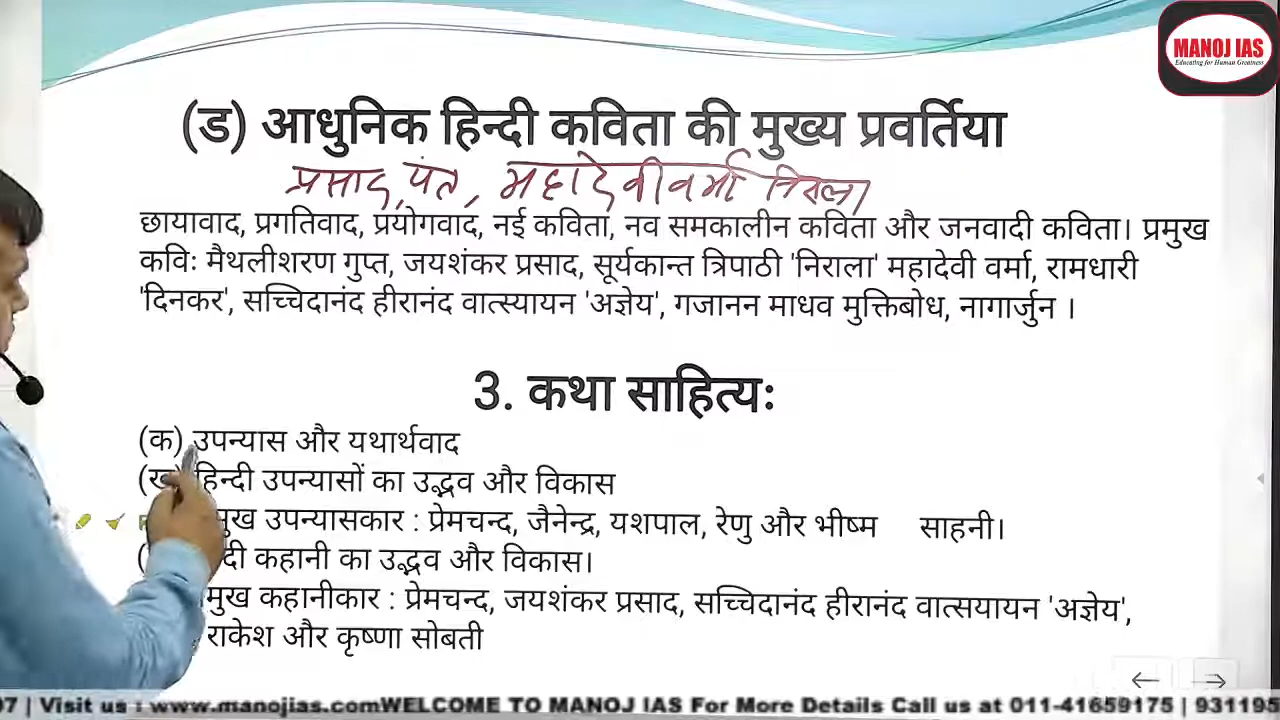 MANOJ IAS
Educating for Human Greatness
(ड) आधुनिक हिन्दी कविता की मुख्य प्रवर्तिया
प्रसाद, पंत, महादेवी वर्मा निराला
छायावाद, प्रगतिवाद, प्रयोगवाद, नई कविता, नव समकालीन कविता और जनवादी कविता। प्रमुख
कविः मैथलीशरण गुप्त, जयशंकर प्रसाद, सूर्यकान्त त्रिपाठी 'निराला' महादेवी वर्मा, रामधारी
'दिनकर', सच्चिदानंद हीरानंद वात्स्यायन 'अज्ञेय', गजानन माधव मुक्तिबोध, नागार्जुन ।
3. कथा साहित्यः
(क) उपन्यास और यथार्थवाद
(ख) हिन्दी उपन्यासों का उद्भव और विकास
मुख उपन्यासकार : प्रेमचन्द, जैनेन्द्र, यशपाल, रेणु और भीष्म साहनी।
दी कहानी का उद्भव और विकास।
मुख कहानीकार : प्रेमचन्द, जयशंकर प्रसाद, सच्चिदानंद हीरानंद वात्सयायन 'अज्ञेय',
राकेश और कृष्णा सोबती
97 | Visit us : www.manojias.comWELCOME TO MANOJ IAS For More Details Call us at 011-41659175 | 931195